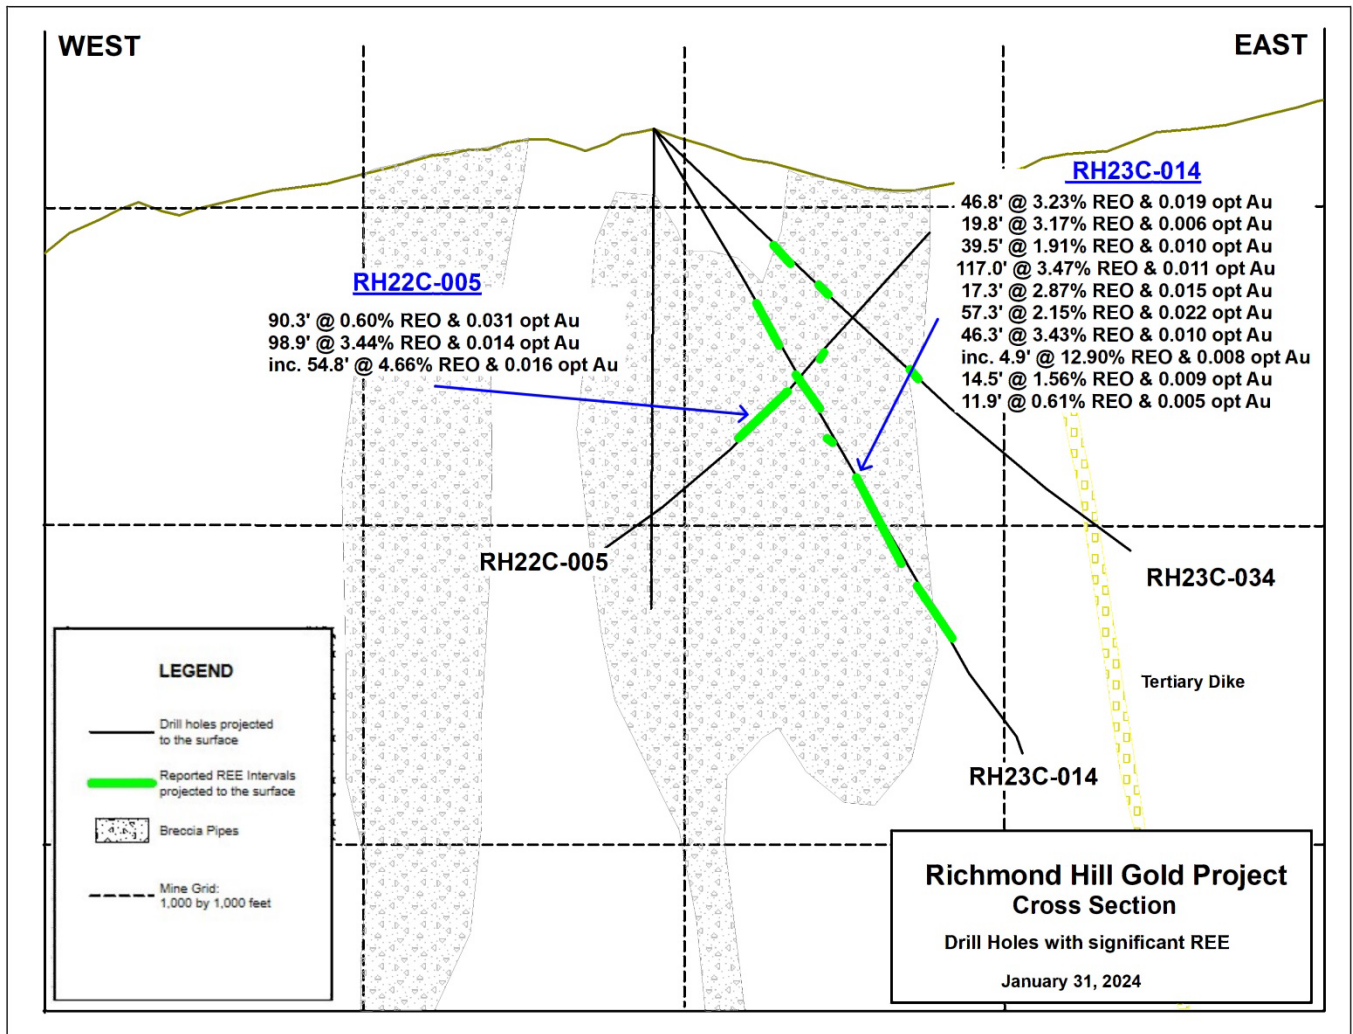 WEST
EAST
RH23C-014
46.8' @ 3.23% REO & 0.019 opt Au
19.8' @ 3.17% REO & 0.006 opt Au
39.5' @ 1.91% REO & 0.010 opt Au
117.0' @ 3.47% REO & 0.011 opt Au
17.3' @ 2.87% REO & 0.015 opt Au
57.3' @ 2.15% REO & 0.022 opt Au
46.3' @ 3.43% REO & 0.010 opt Au
inc. 4.9' @ 12.90% REO & 0.008 opt Au
14.5' @ 1.56% REO & 0.009 opt Au
11.9' @ 0.61% REO & 0.005 opt Au
RH22C-005
90.3' @ 0.60% REO & 0.031 opt Au
98.9' @ 3.44% REO & 0.014 opt Au
inc. 54.8' @ 4.66% REO & 0.016 opt Au
RH22C-005
RH23C-034
Tertiary Dike
RH23C-014
LEGEND
Drill holes projected
to the surface
Reported REE Intervals
projected to the surface
Breccia Pipes
Mine Grid:
1,000 by 1,000 feet
Richmond Hill Gold Project
Cross Section
Drill Holes with significant REE
January 31, 2024